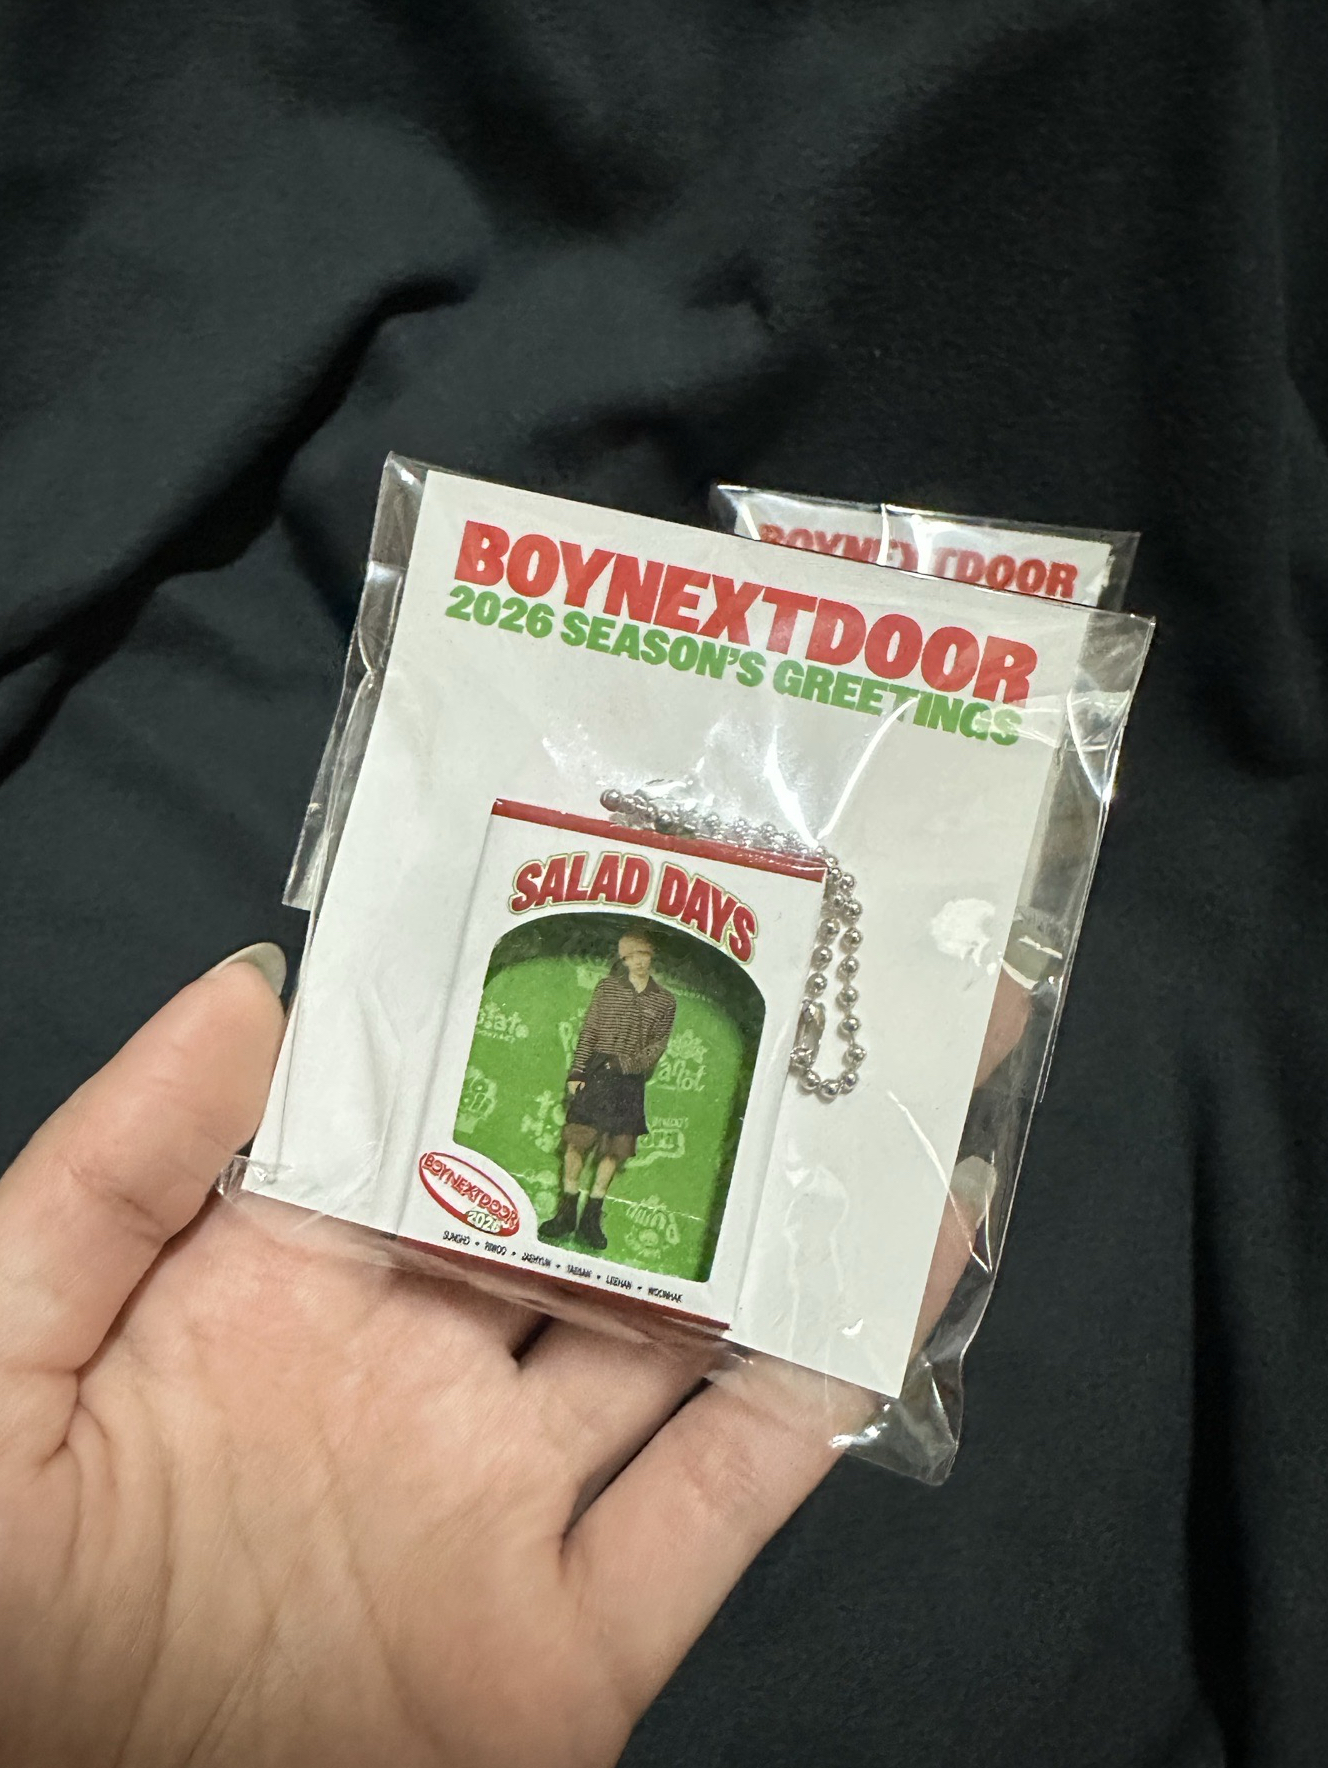 BOYNEXTDOOR
BOYNEXTDOOR
2026 SEASON'S GREETINGS
SALAD DAYS
BOYNEXTDOOR
2026
SUNGHO • RIWOO • JAEHYUN • TAESAN • LEEHAN • WOONHAK